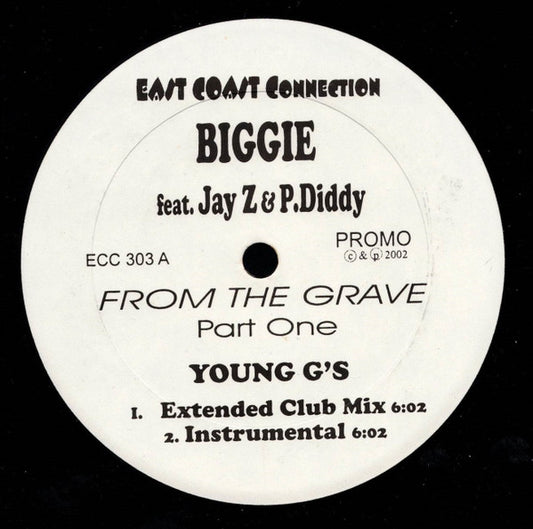 EAST COAST CONNECTION
BIGGIE
feat. Jay Z & P.Diddy
ECC 303 A
PROMO
© & ℗ 2002
FROM THE GRAVE
Part One
YOUNG G'S
1. Extended Club Mix 6:02
2. Instrumental 6:02